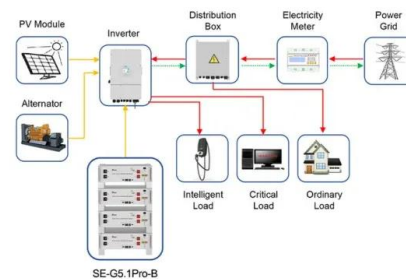 PV Module
Inverter
Distribution
Box
Electricity
Meter
Power
Grid
Alternator
Intelligent
Load
Critical
Load
Ordinary
Load
SE-G5.1Pro-B